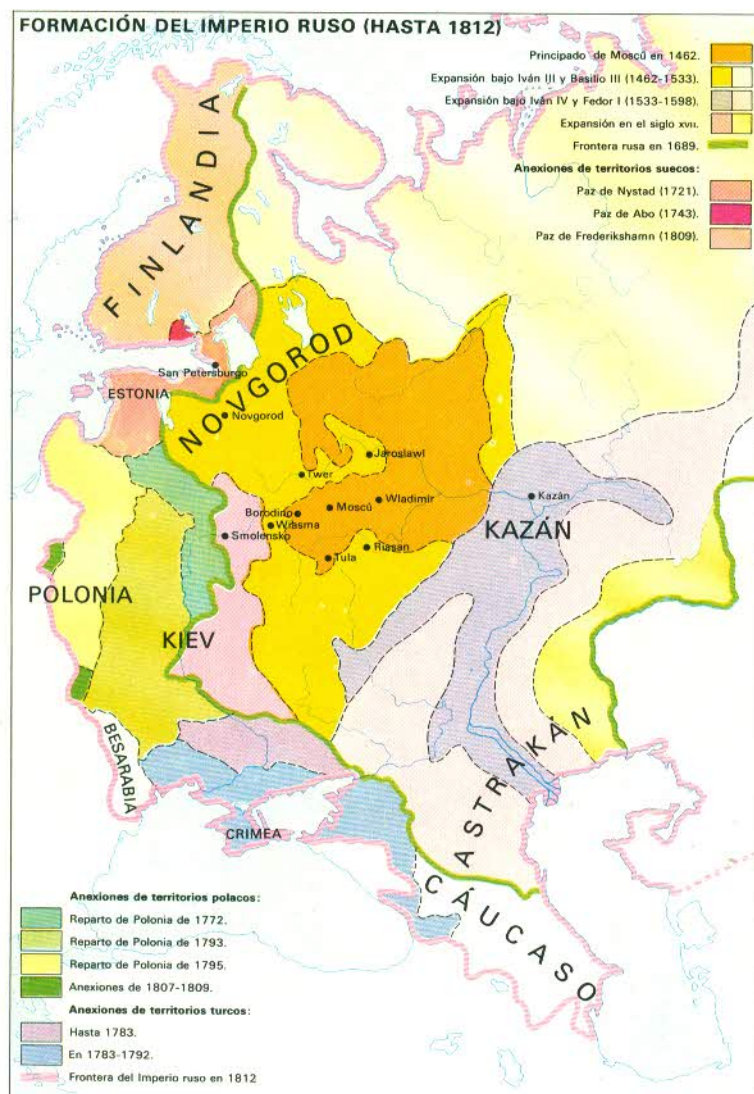 FORMACIÓN DEL IMPERIO RUSO (HASTA 1812)
Principado de Moscú en 1462.
Expansión bajo Iván III y Basilio III (1462-1533).
Expansión bajo Iván IV y Fedor I (1533-1598).
Expansión en el siglo XVII.
Frontera rusa en 1689.
Anexiones de territorios suecos:
Paz de Nystad (1721).
Paz de Abo (1743).
Paz de Frederikshamn (1809).
FINLANDIA
San Petersburgo
ESTONIA
NOVGOROD
Novgorod
Jaroslawl
Twer
Wladimir
Kazán
Borodino
Moscú
Wiasma
KAZÁN
Smolensko
Riasan
Tula
POLONIA
KIEV
BESARABIA
ASTRAKÁN
CRIMEA
CÁUCASO
Anexiones de territorios polacos:
Reparto de Polonia de 1772.
Reparto de Polonia de 1793.
Reparto de Polonia de 1795.
Anexiones de 1807-1809.
Anexiones de territorios turcos:
Hasta 1783.
En 1783-1792.
Frontera del Imperio ruso en 1812